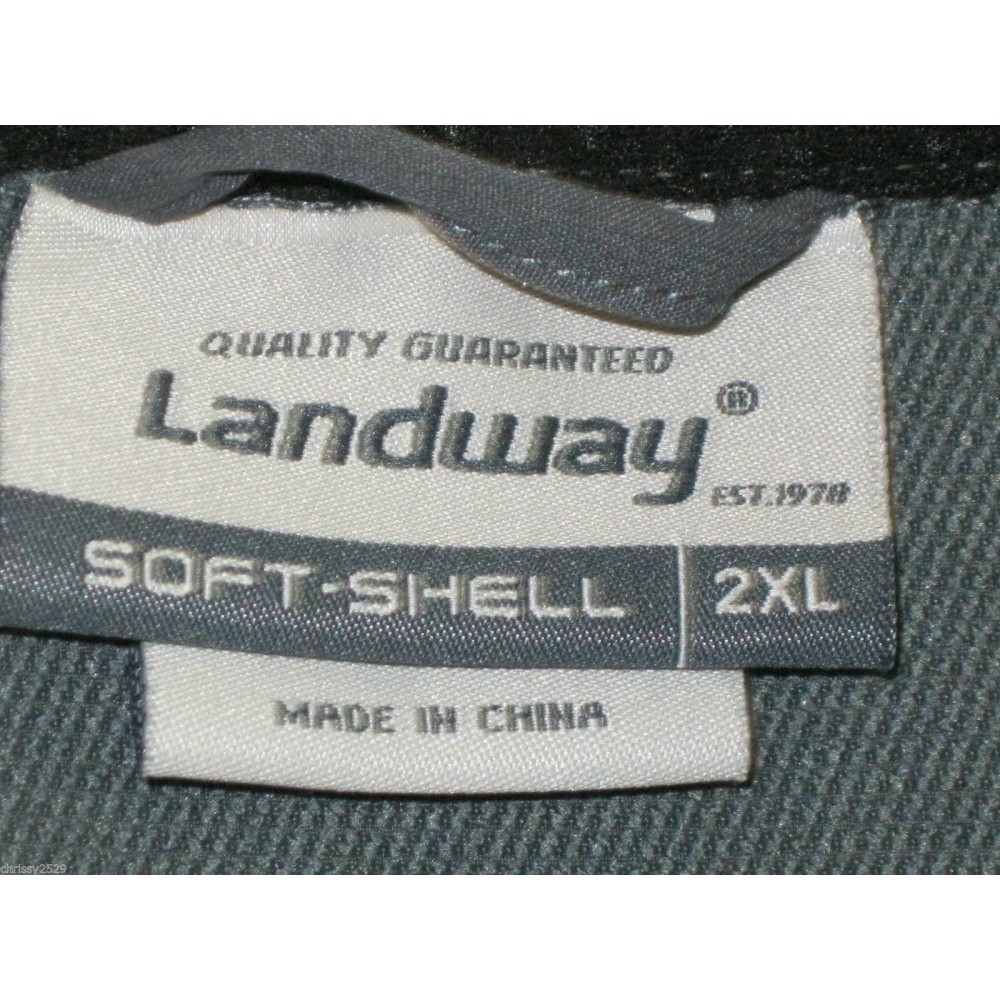 QUALITY GUARANTEED
Landway®
EST.1978
SOFT-SHELL 2XL
MADE IN CHINA
chrissy2529